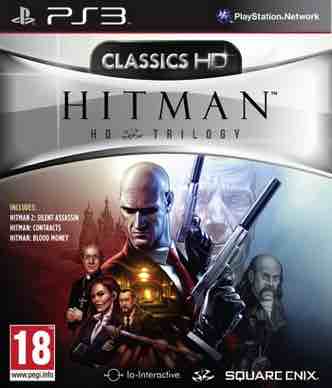 PS3
PlayStation®Network
CLASSICS HD
HITMAN™
HD TRILOGY
INCLUDES:
HITMAN 2: SILENT ASSASSIN
HITMAN: CONTRACTS
HITMAN: BLOOD MONEY
18
www.pegi.info
Io-Interactive
SQUARE ENIX.